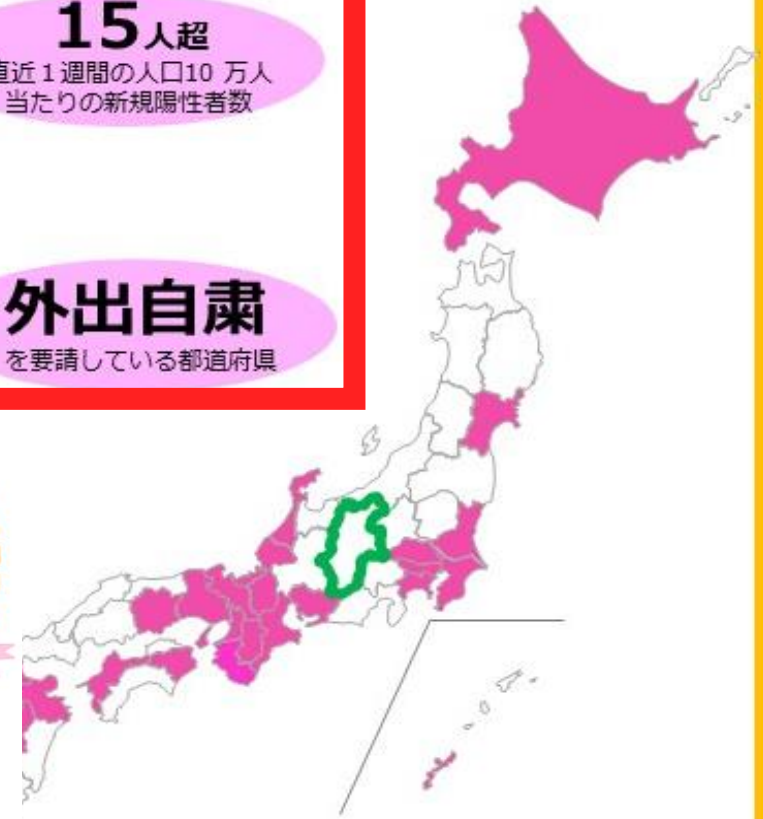 15人超
直近１週間の人口10 万人
当たりの新規陽性者数
外出自粛
を要請している都道府県